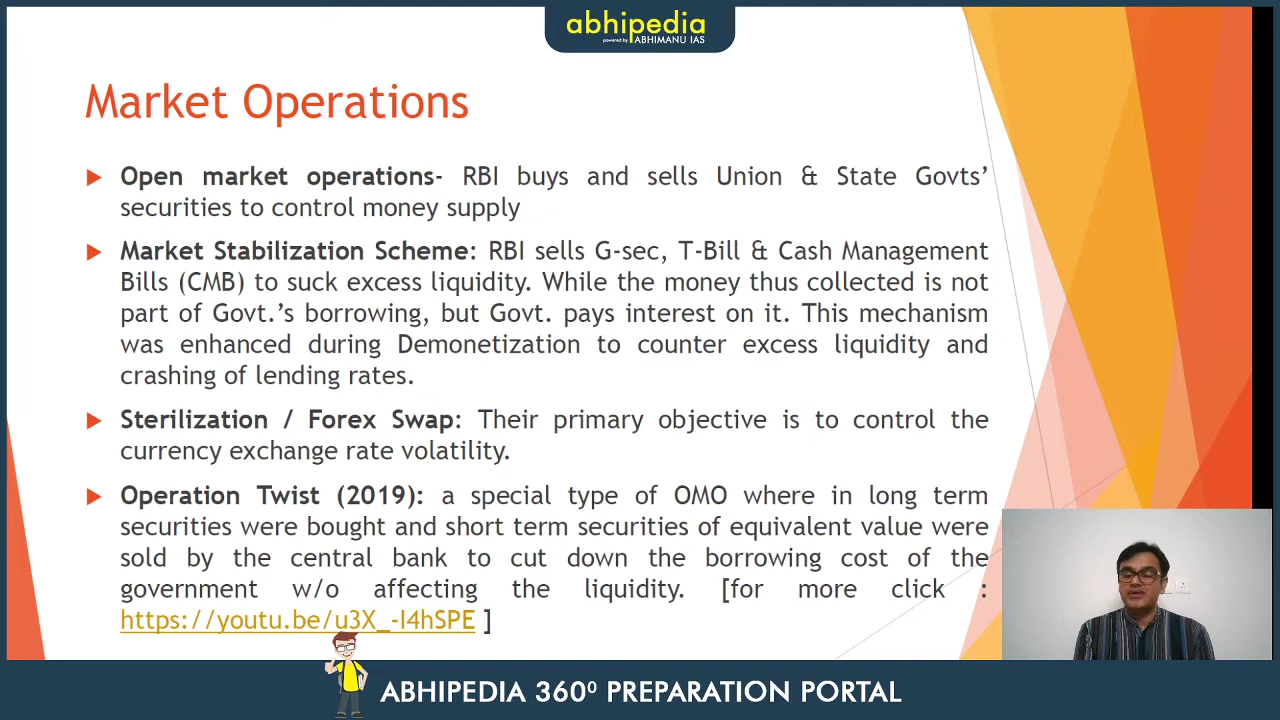 abhipedia
powered by ABHIMANU IAS
Market Operations
Open market operations- RBI buys and sells Union & State Govts’
securities to control money supply
Market Stabilization Scheme: RBI sells G-sec, T-Bill & Cash Management
Bills (CMB) to suck excess liquidity. While the money thus collected is not
part of Govt.’s borrowing, but Govt. pays interest on it. This mechanism
was enhanced during Demonetization to counter excess liquidity and
crashing of lending rates.
Sterilization / Forex Swap: Their primary objective is to control the
currency exchange rate volatility.
Operation Twist (2019): a special type of OMO where in long term
securities were bought and short term securities of equivalent value were
sold by the central bank to cut down the borrowing cost of the
government w/o affecting the liquidity. [for more click :
https://youtu.be/u3X_-I4hSPE ]
ABHIPEDIA 360⁰ PREPARATION PORTAL